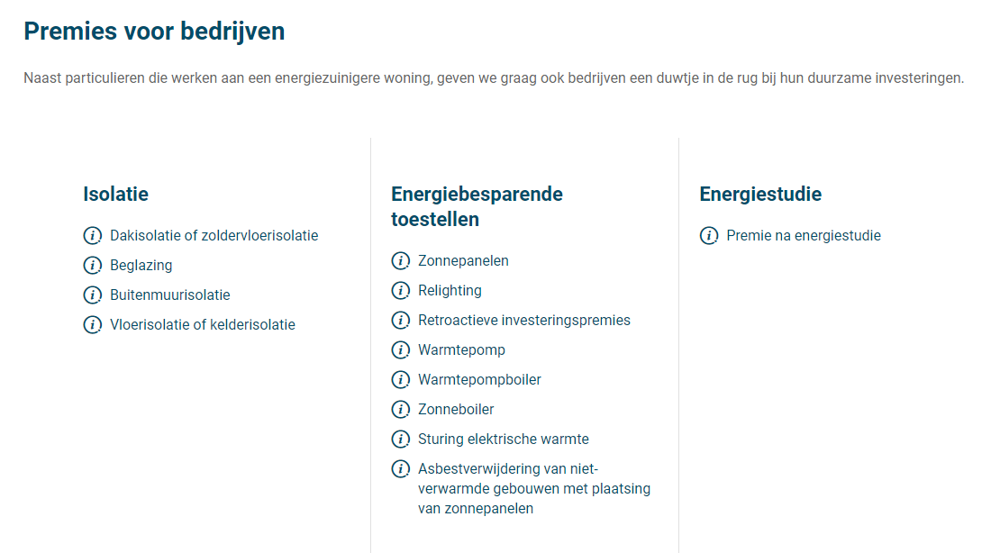 Premies voor bedrijven
Naast particulieren die werken aan een energiezuinigere woning, geven we graag ook bedrijven een duwtje in de rug bij hun duurzame investeringen.
Isolatie
Dakisolatie of zoldervloerisolatie
Beglazing
Buitenmuurisolatie
Vloerisolatie of kelderisolatie
Energiebesparende
toestellen
Zonnepanelen
Relighting
Retroactieve investeringspremies
Warmtepomp
Warmtepompboiler
Zonneboiler
Sturing elektrische warmte
Asbestverwijdering van niet-
verwarmde gebouwen met plaatsing
van zonnepanelen
Energiestudie
Premie na energiestudie